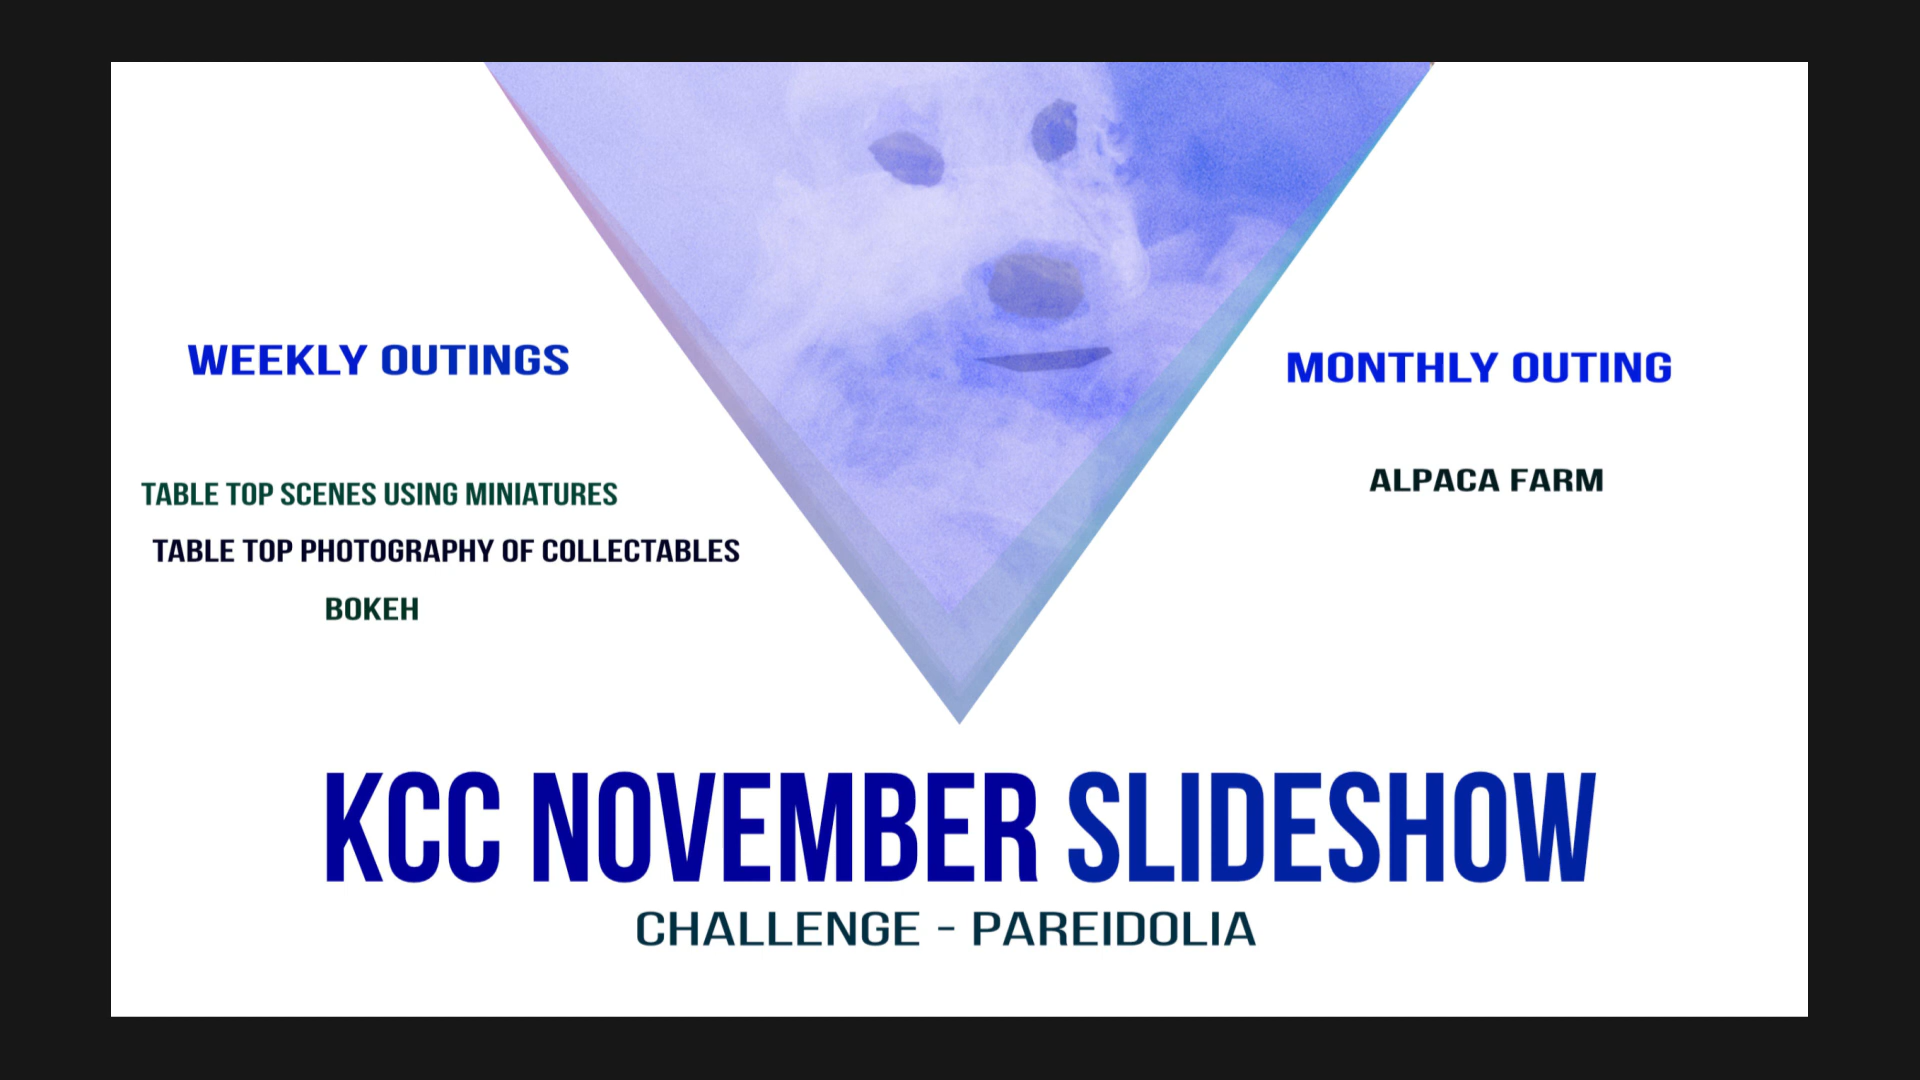 WEEKLY OUTINGS
TABLE TOP SCENES USING MINIATURES
TABLE TOP PHOTOGRAPHY OF COLLECTABLES
BOKEH
MONTHLY OUTING
ALPACA FARM
KCC NOVEMBER SLIDESHOW
CHALLENGE - PAREIDOLIA